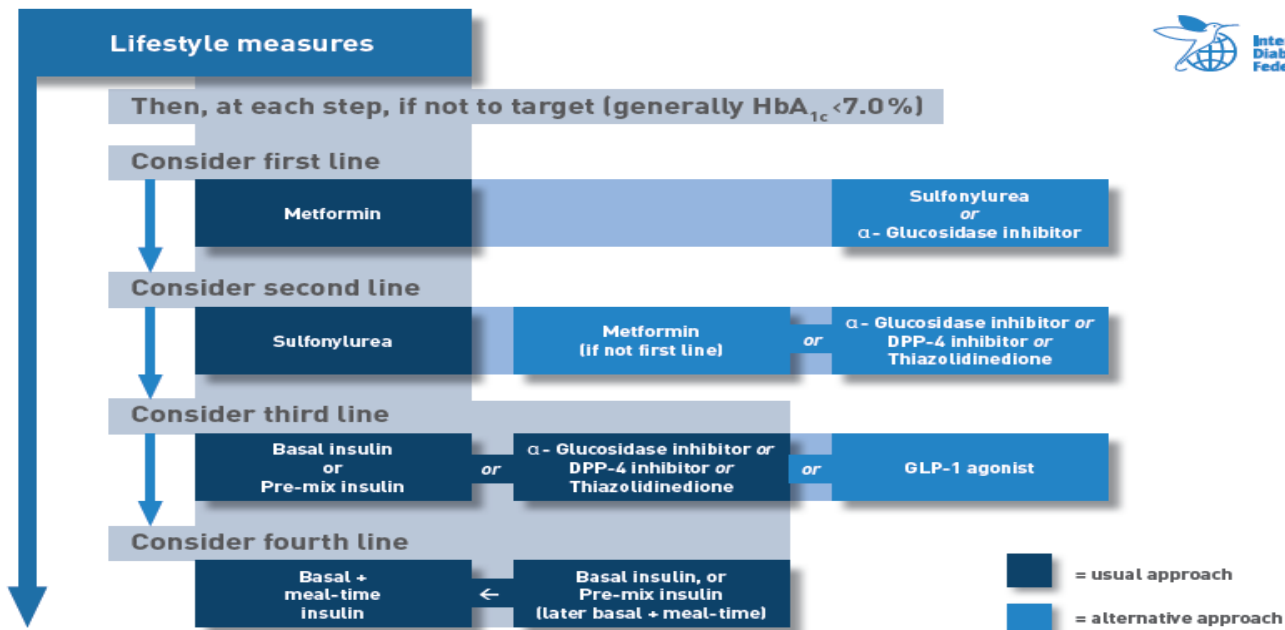 Lifestyle measures
Then, at each step, if not to target (generally HbA1c <7.0%)
Consider first line
Metformin
Sulfonylurea
or
α- Glucosidase inhibitor
Consider second line
Sulfonylurea
Metformin
(if not first line)
or
α- Glucosidase inhibitor or
DPP-4 inhibitor or
Thiazolidinedione
Consider third line
Basal insulin
or
Pre-mix insulin
or
α- Glucosidase inhibitor or
DPP-4 inhibitor or
Thiazolidinedione
or
GLP-1 agonist
Consider fourth line
Basal +
meal-time
insulin
←
Basal insulin, or
Pre-mix insulin
(later basal + meal-time)
= usual approach
= alternative approach